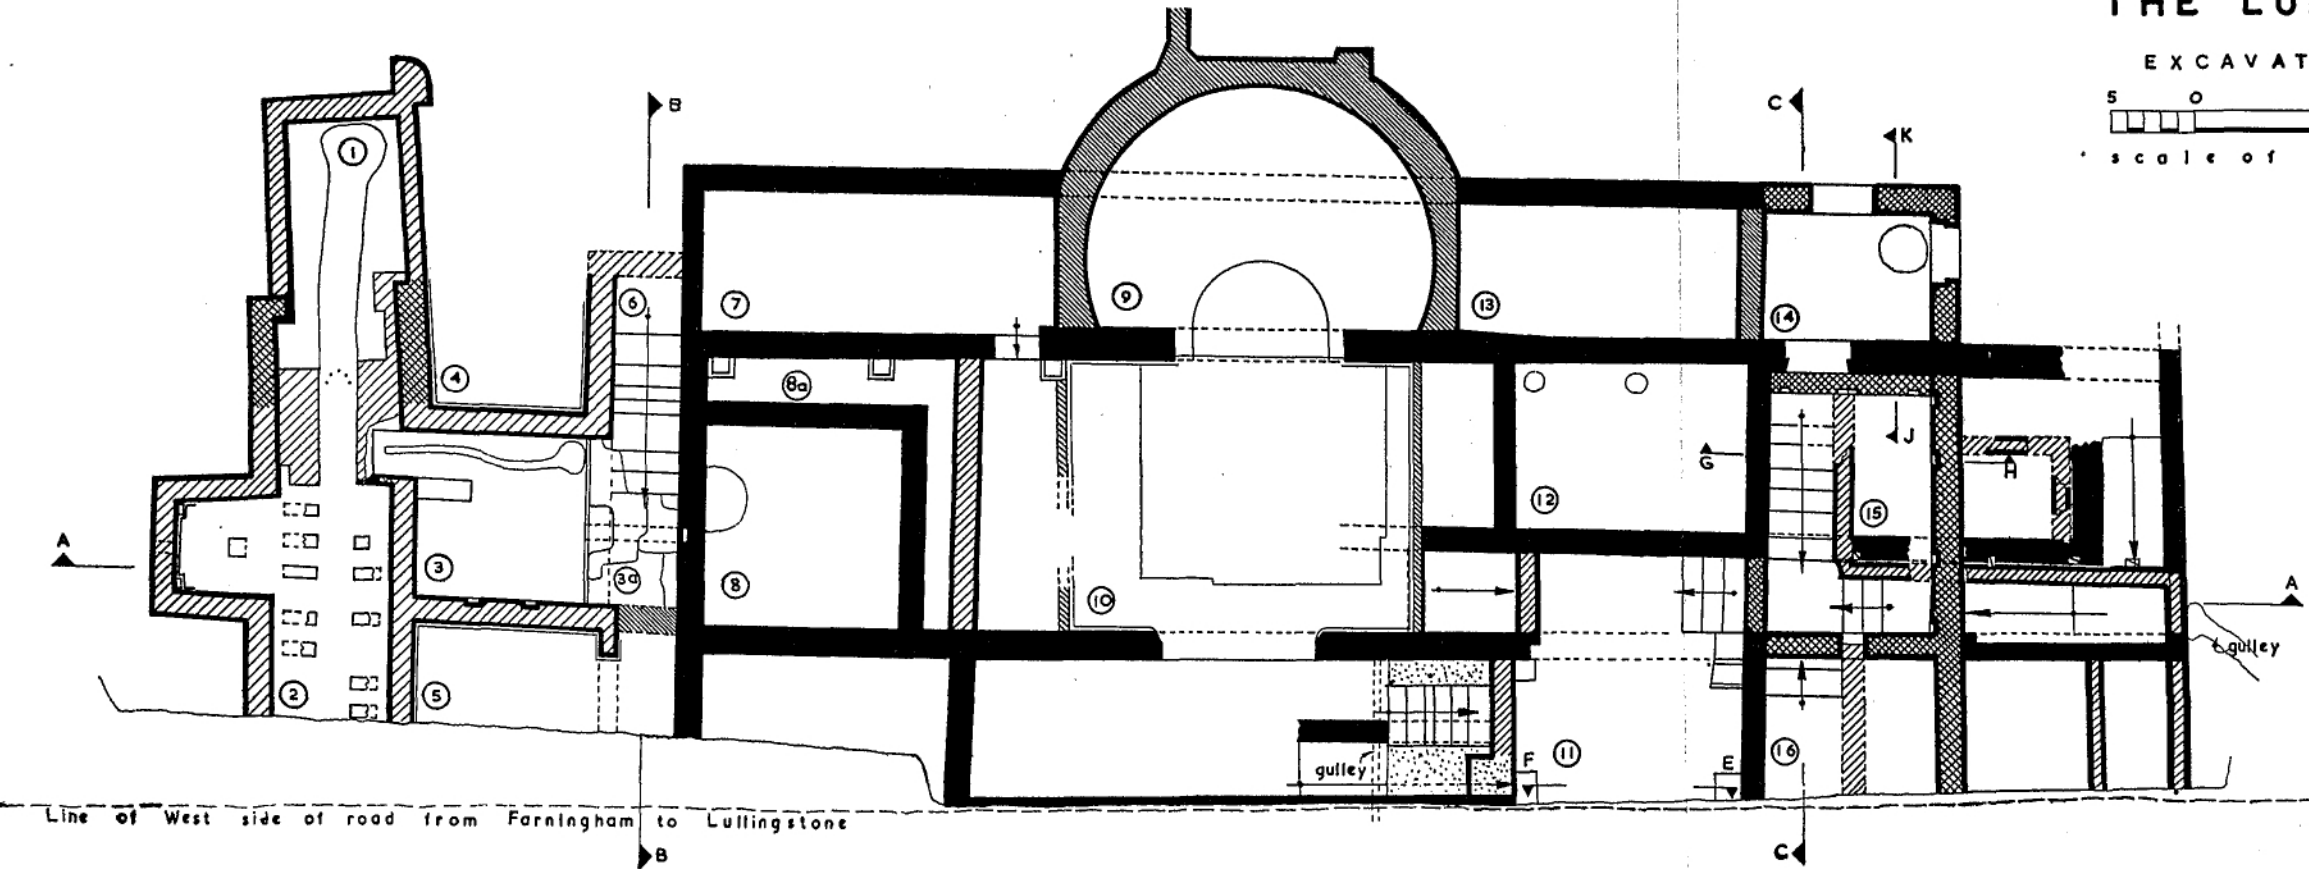 THE LU
EXCAVAT
5 0
scale of
B
C
K
1
6
7
9
13
14
4
8a
J
G
H
12
15
A
3
3a
8
10
A
gulley
2
5
11
16
gulley
F
E
Line of West side of road from Farningham to Lullingstone
B
C